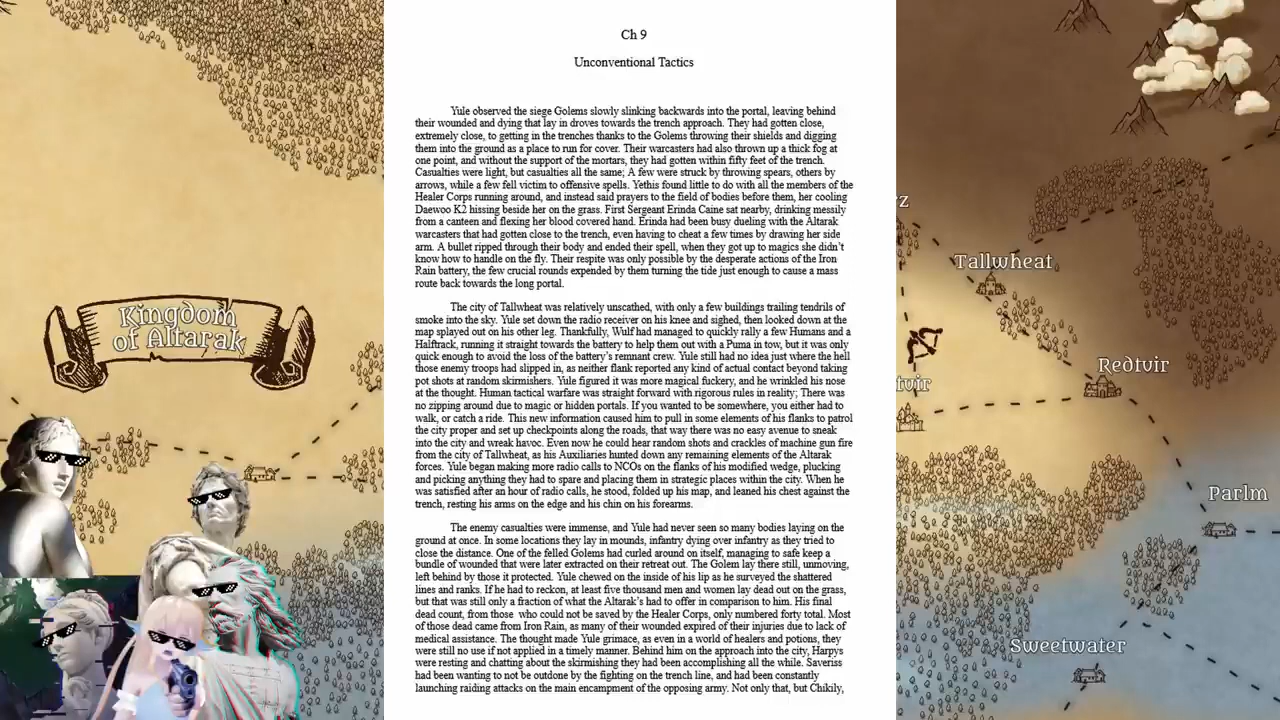 Ch 9
Unconventional Tactics
Yule observed the siege Golems slowly slinking backwards into the portal, leaving behind
their wounded and dying that lay in droves towards the trench approach. They had gotten close,
extremely close, to getting in the trenches thanks to the Golems throwing their shields and digging
them into the ground as a place to run for cover. Their warcasters had also thrown up a thick fog at
one point, and without the support of the mortars, they had gotten within fifty feet of the trench.
Casualties were light, but casualties all the same; A few were struck by throwing spears, others by
arrows, while a few fell victim to offensive spells. Yethis found little to do with all the members of the
Healer Corps running around, and instead said prayers to the field of bodies before them, her cooling
Daewoo K2 hissing beside her on the grass. First Sergeant Erinda Caine sat nearby, drinking messily
from a canteen and flexing her blood covered hand. Erinda had been busy dueling with the Altarak
warcasters that had gotten close to the trench, even having to cheat a few times by drawing her side
arm. A bullet ripped through their body and ended their spell, when they got up to magics she didn't
know how to handle on the fly. Their respite was only possible by the desperate actions of the Iron
Rain battery, the few crucial rounds expended by them turning the tide just enough to cause a mass
route back towards the long portal.
The city of Tallwheat was relatively unscathed, with only a few buildings trailing tendrils of
smoke into the sky. Yule set down the radio receiver on his knee and sighed, then looked down at the
map splayed out on his other leg. Thankfully, Wulf had managed to quickly rally a few Humans and a
Halftrack, running it straight towards the battery to help them out with a Puma in tow, but it was only
quick enough to avoid the loss of the battery's remnant crew. Yule still had no idea just where the hell
those enemy troops had slipped in, as neither flank reported any kind of actual contact beyond taking
pot shots at random skirmishers. Yule figured it was more magical fuckery, and he wrinkled his nose
at the thought. Human tactical warfare was straight forward with rigorous rules in reality; There was
no zipping around due to magic or hidden portals. If you wanted to be somewhere, you either had to
walk, or catch a ride. This new information caused him to pull in some elements of his flanks to patrol
the city proper and set up checkpoints along the roads, that way there was no easy avenue to sneak
into the city and wreak havoc. Even now he could hear random shots and crackles of machine gun fire
from the city of Tallwheat, as his Auxiliaries hunted down any remaining elements of the Altarak
forces. Yule began making more radio calls to NCOs on the flanks of his modified wedge, plucking
and picking anything they had to spare and placing them in strategic places within the city. When he
was satisfied after an hour of radio calls, he stood, folded up his map, and leaned his chest against the
trench, resting his arms on the edge and his chin on his forearms.
The enemy casualties were immense, and Yule had never seen so many bodies laying on the
ground at once. In some locations they lay in mounds, infantry dying over infantry as they tried to
close the distance. One of the felled Golems had curled around on itself, managing to safe keep a
bundle of wounded that were later extracted on their retreat out. The Golem lay there still, unmoving,
left behind by those it protected. Yule chewed on the inside of his lip as he surveyed the shattered
lines and ranks. If he had to reckon, at least five thousand men and women lay dead out on the grass,
but that was still only a fraction of what the Altarak's had to offer in comparison to him. His final
dead count, from those who could not be saved by the Healer Corps, only numbered forty total. Most
of those dead came from Iron Rain, as many of their wounded expired of their injuries due to lack of
medical assistance. The thought made Yule grimace, as even in a world of healers and potions, they
were still no use if not applied in a timely manner. Behind him on the approach into the city, Harpys
were resting and chatting about the skirmishing they had been accomplishing all the while. Saveriss
had been wanting to not be outdone by the fighting on the trench line, and had been constantly
launching raiding attacks on the main encampment of the opposing army. Not only that, but Chikily,
Kingdom
of Altarak
z
Tallwheat
Redtvir
tvir
Parlm
Sweetwater